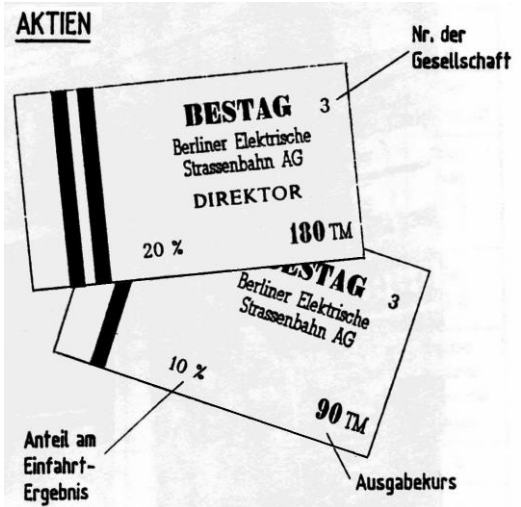 AKTIEN
Nr. der
Gesellschaft
BESTAG 3
Berliner Elektrische
Strassenbahn AG
DIREKTOR
20 % 180 TM
BESTAG 3
Berliner Elektrische
Strassenbahn AG
10 %
90 TM
Anteil am
Einfahrt-
Ergebnis
Ausgabekurs